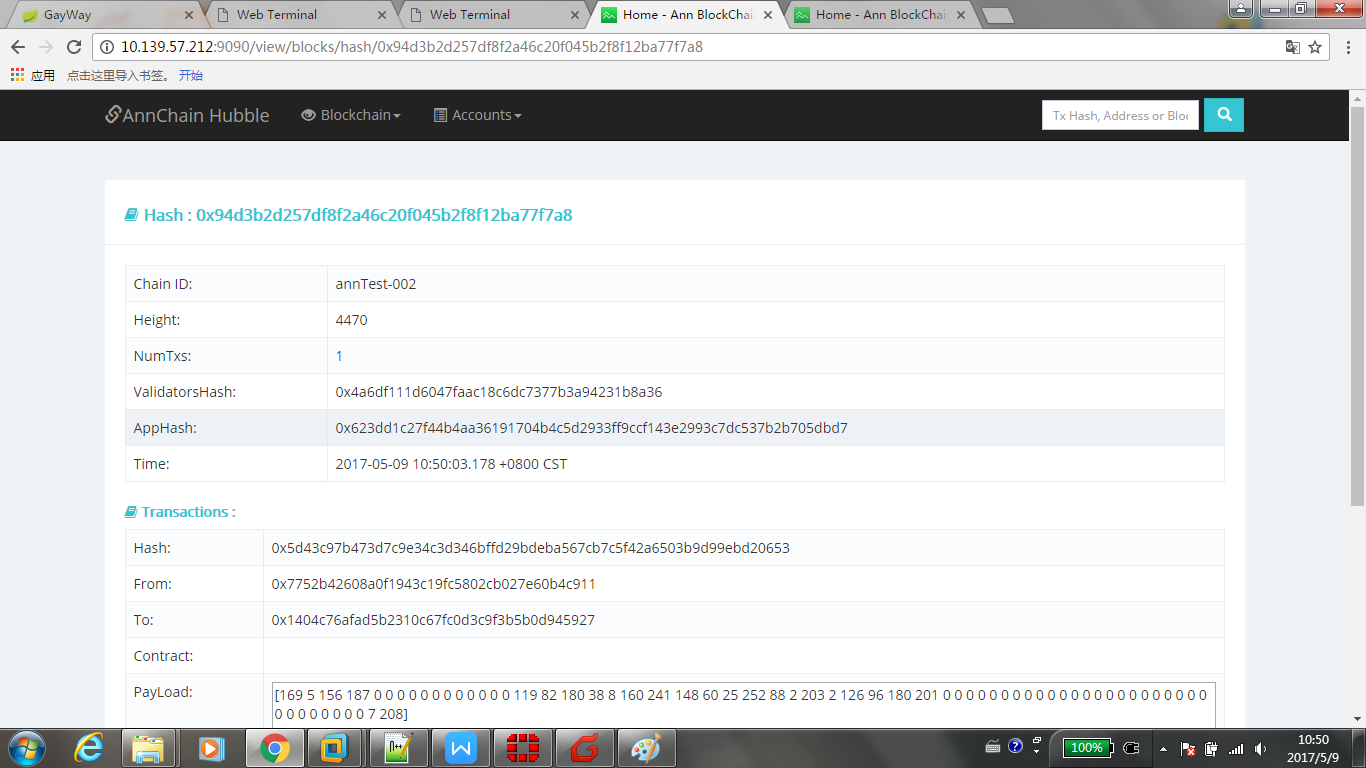 GayWay
Web Terminal
Web Terminal
Home - Ann BlockChai
Home - Ann BlockChai
10.139.57.212:9090/view/blocks/hash/0x94d3b2d257df8f2a46c20f045b2f8f12ba77f7a8
应用 点击这里导入书签。 开始
AnnChain Hubble Blockchain Accounts Tx Hash, Address or Bloc
Hash : 0x94d3b2d257df8f2a46c20f045b2f8f12ba77f7a8
Chain ID: annTest-002
Height: 4470
NumTxs: 1
ValidatorsHash: 0x4a6df111d6047faac18c6dc7377b3a94231b8a36
AppHash: 0x623dd1c27f44b4aa36191704b4c5d2933ff9ccf143e2993c7dc537b2b705dbd7
Time: 2017-05-09 10:50:03.178 +0800 CST
Transactions :
Hash: 0x5d43c97b473d7c9e34c3d346bffd29bdeba567cb7c5f42a6503b9d99ebd20653
From: 0x7752b42608a0f1943c19fc5802cb027e60b4c911
To: 0x1404c76afad5b2310c67fc0d3c9f3b5b0d945927
Contract:
PayLoad: [169 5 156 187 0 0 0 0 0 0 0 0 0 0 0 0 119 82 180 38 8 160 241 148 60 25 252 88 2 203 2 126 96 180 201 0 0 0 0 0 0 0 0 0 0 0 0 0 0 0 0 0 0 0 0 0 0 0
0 0 0 0 0 0 0 0 7 208]
100%
10:50
2017/5/9